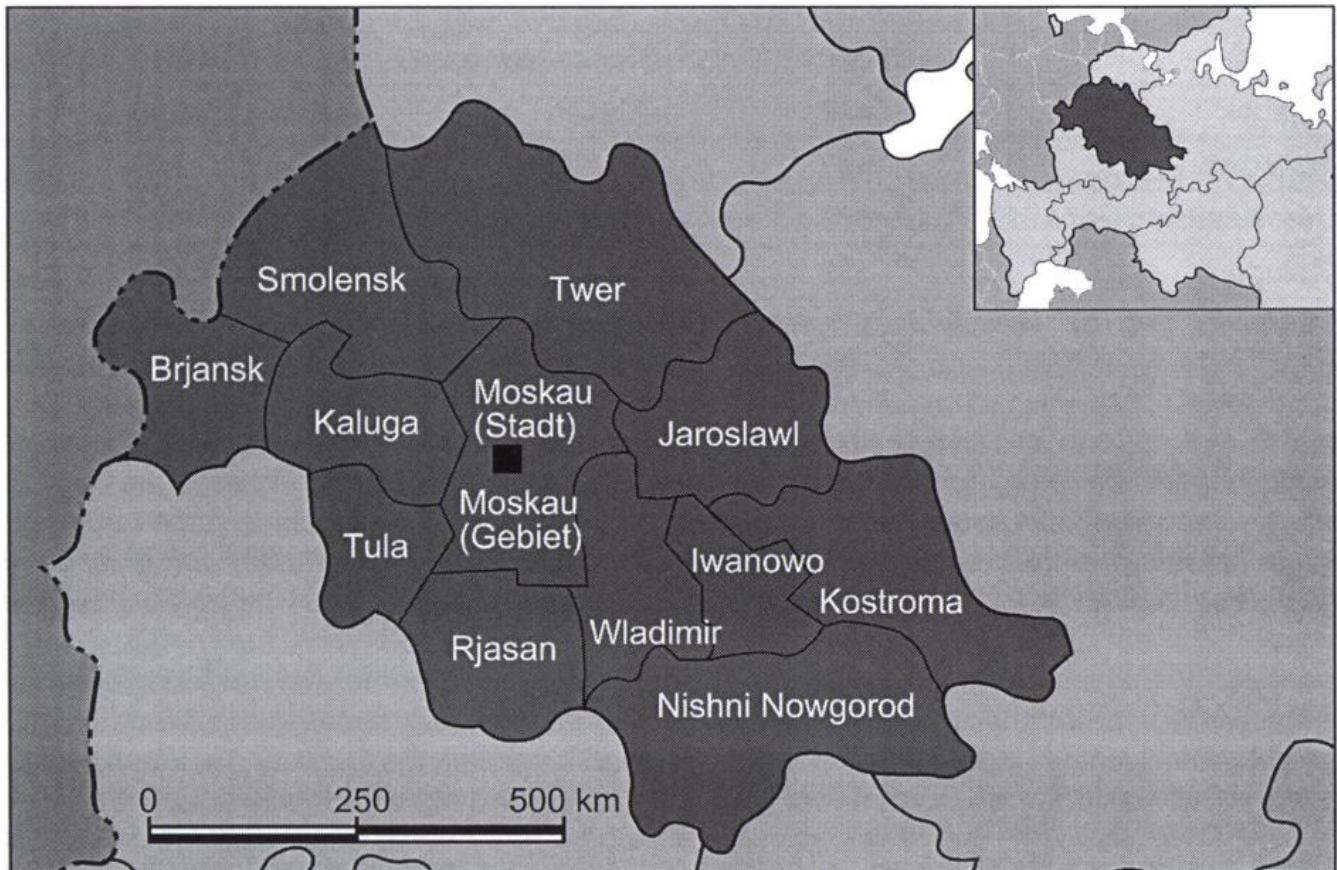 Smolensk
Twer
Brjansk
Kaluga
Moskau
(Stadt)
Jaroslawl
Moskau
(Gebiet)
Tula
Iwanowo
Kostroma
Wladimir
Rjasan
Nishni Nowgorod
0 250 500 km